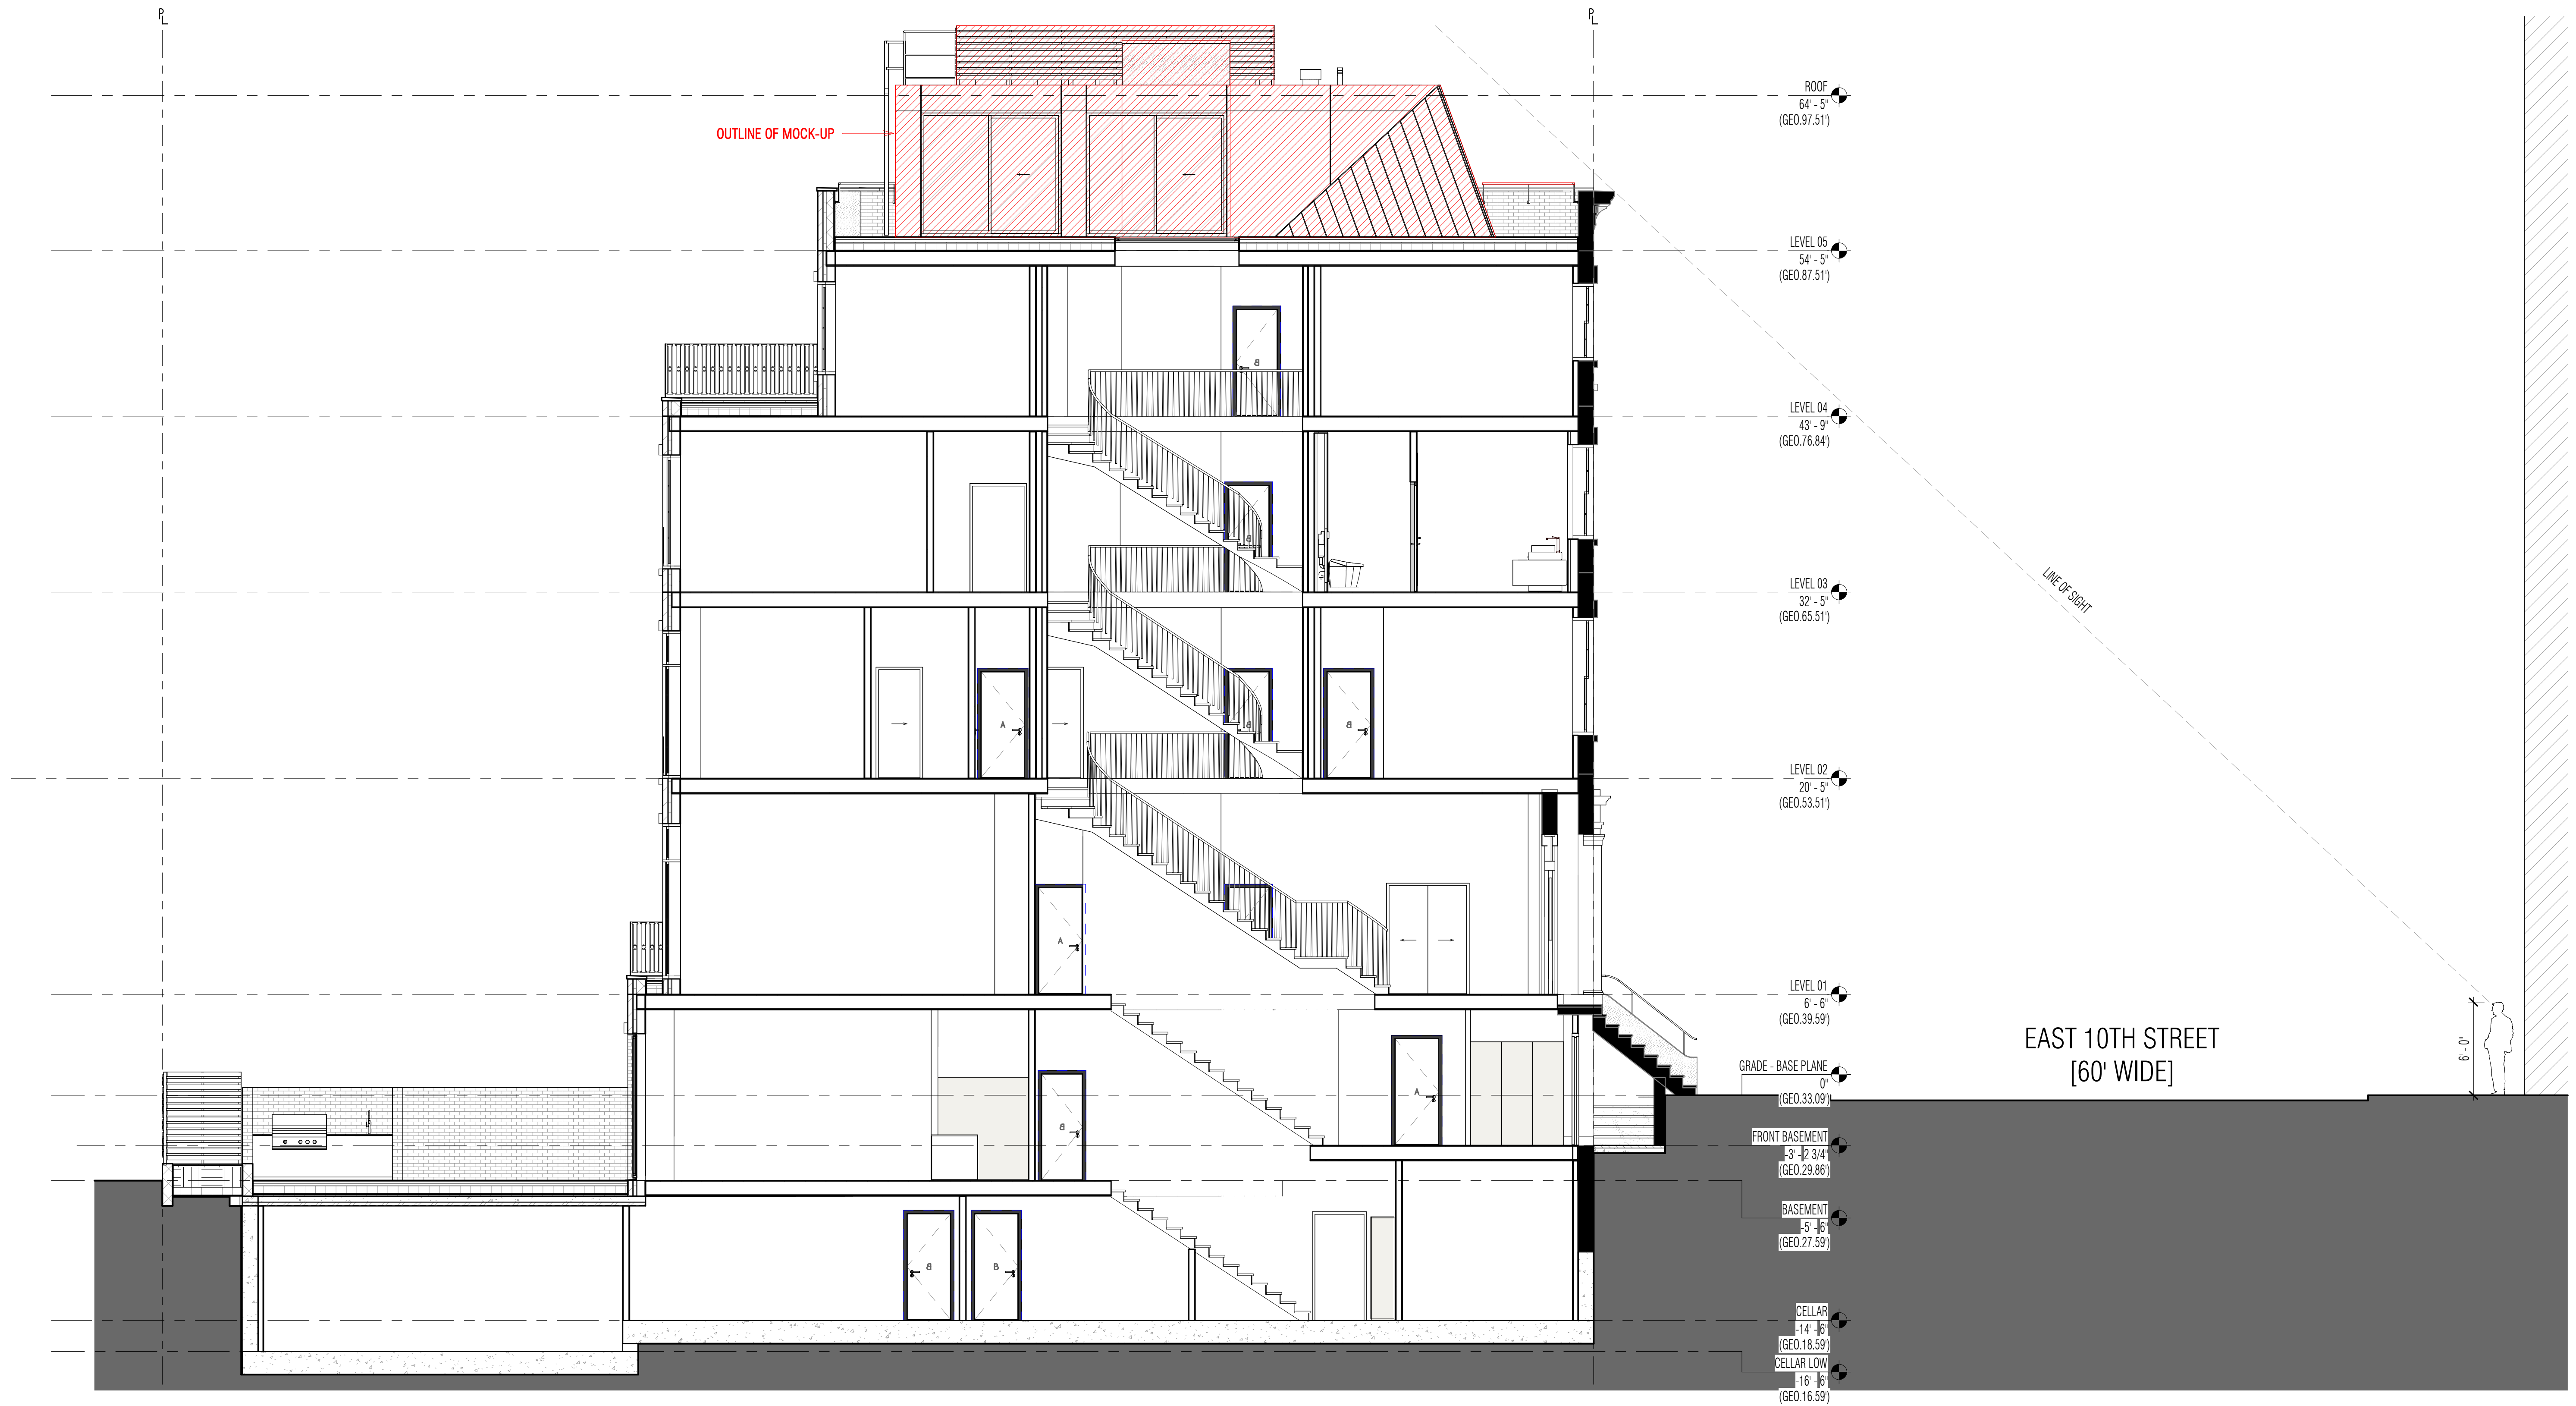 PL
PL
ROOF
64' - 5"
(GEO.97.51')
OUTLINE OF MOCK-UP
LEVEL 05
54' - 5"
(GEO.87.51')
B
LEVEL 04
43' - 9"
(GEO.76.84')
B
LINE OF SIGHT
LEVEL 03
32' - 5"
(GEO.65.51')
A
B
B
LEVEL 02
20' - 5"
(GEO.53.51')
A
LEVEL 01
6' - 6"
(GEO.39.59')
EAST 10TH STREET
[60' WIDE]
6' - 0"
GRADE - BASE PLANE
0"
(GEO.33.09')
A
B
FRONT BASEMENT
-3' - 2 3/4"
(GEO.29.86')
BASEMENT
-5' - 6"
(GEO.27.59')
B
B
CELLAR
-14' - 6"
(GEO.18.59')
CELLAR LOW
-16' - 6"
(GEO.16.59')